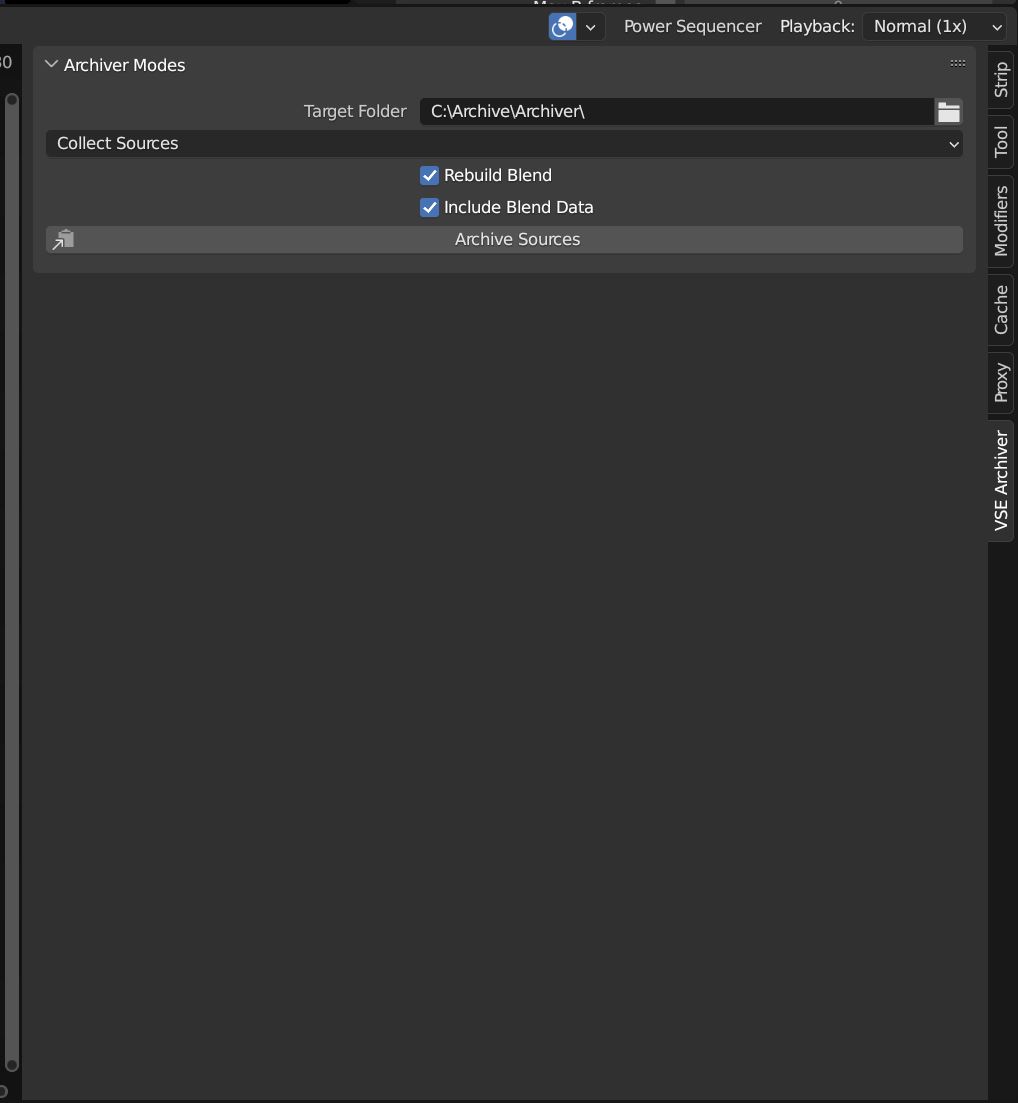 Power Sequencer Playback: Normal (1x)
Archiver Modes
Target Folder C:\Archive\Archiver\
Collect Sources
Rebuild Blend
Include Blend Data
Archive Sources
Strip
Tool
Modifiers
Cache
Proxy
VSE Archiver